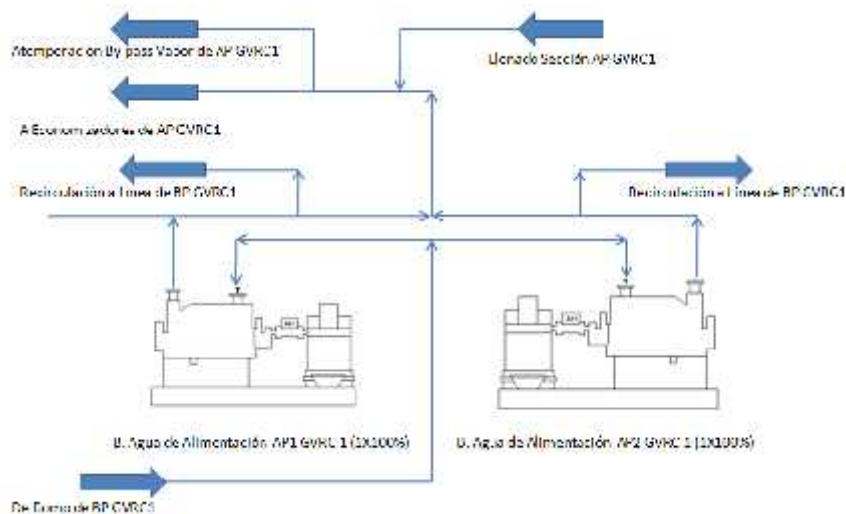 Atemperación By pass Vapor de AP GVRC1
Llenado Sección AP GVRC1
A Economizadores de AP GVRC1
Recirculación a Línea de BP GVRC1
Recirculación a Línea de BP GVRC1
B. Agua de Alimentación AP1 GVRC 1 (1X100%)
B. Agua de Alimentación AP2 GVRC 1 (1X100%)
De Domo de BP GVRC1